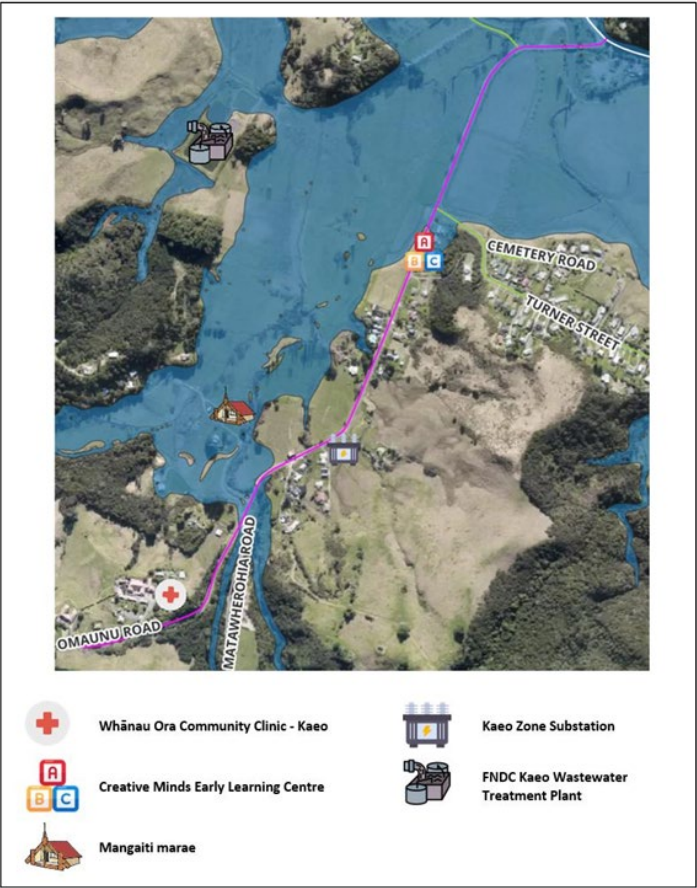 CEMETERY ROAD
TURNER STREET
MATAWHEROHIA ROAD
OMAUNU ROAD
A
B C
Whānau Ora Community Clinic - Kaeo
Kaeo Zone Substation
A
B C
Creative Minds Early Learning Centre
FNDC Kaeo Wastewater
Treatment Plant
Mangaiti marae